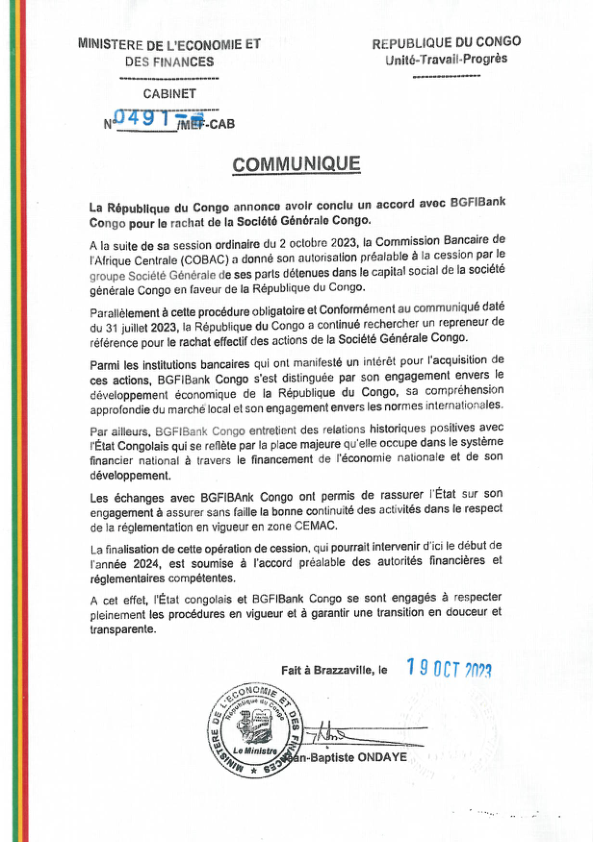 MINISTERE DE L'ECONOMIE ET
DES FINANCES
CABINET
N° 0491 /MEF-CAB
REPUBLIQUE DU CONGO
Unité-Travail-Progrès
COMMUNIQUE
La République du Congo annonce avoir conclu un accord avec BGFIBank
Congo pour le rachat de la Société Générale Congo.
A la suite de sa session ordinaire du 2 octobre 2023, la Commission Bancaire de
l'Afrique Centrale (COBAC) a donné son autorisation préalable à la cession par le
groupe Société Générale de ses parts détenues dans le capital social de la société
générale Congo en faveur de la République du Congo.
Parallèlement à cette procédure obligatoire et Conformément au communiqué daté
du 31 juillet 2023, la République du Congo a continué rechercher un repreneur de
référence pour le rachat effectif des actions de la Société Générale Congo.
Parmi les institutions bancaires qui ont manifesté un intérêt pour l'acquisition de
ces actions, BGFIBank Congo s'est distinguée par son engagement envers le
développement économique de la République du Congo, sa compréhension
approfondie du marché local et son engagement envers les normes internationales.
Par ailleurs, BGFIBank Congo entretient des relations historiques positives avec
l'État Congolais qui se reflète par la place majeure qu'elle occupe dans le système
financier national à travers le financement de l'économie nationale et de son
développement.
Les échanges avec BGFIBAnk Congo ont permis de rassurer l'État sur son
engagement à assurer sans faille la bonne continuité des activités dans le respect
de la réglementation en vigueur en zone CEMAC.
La finalisation de cette opération de cession, qui pourrait intervenir d'ici le début de
l'année 2024, est soumise à l'accord préalable des autorités financières et
réglementaires compétentes.
A cet effet, l'État congolais et BGFIBank Congo se sont engagés à respecter
pleinement les procédures en vigueur et à garantir une transition en douceur et
transparente.
Fait à Brazzaville, le 19 OCT 2023
MINISTERE DE L'ECONOMIE ET DES FINANCES
République du Congo
Le Ministre
Jean-Baptiste ONDAYE